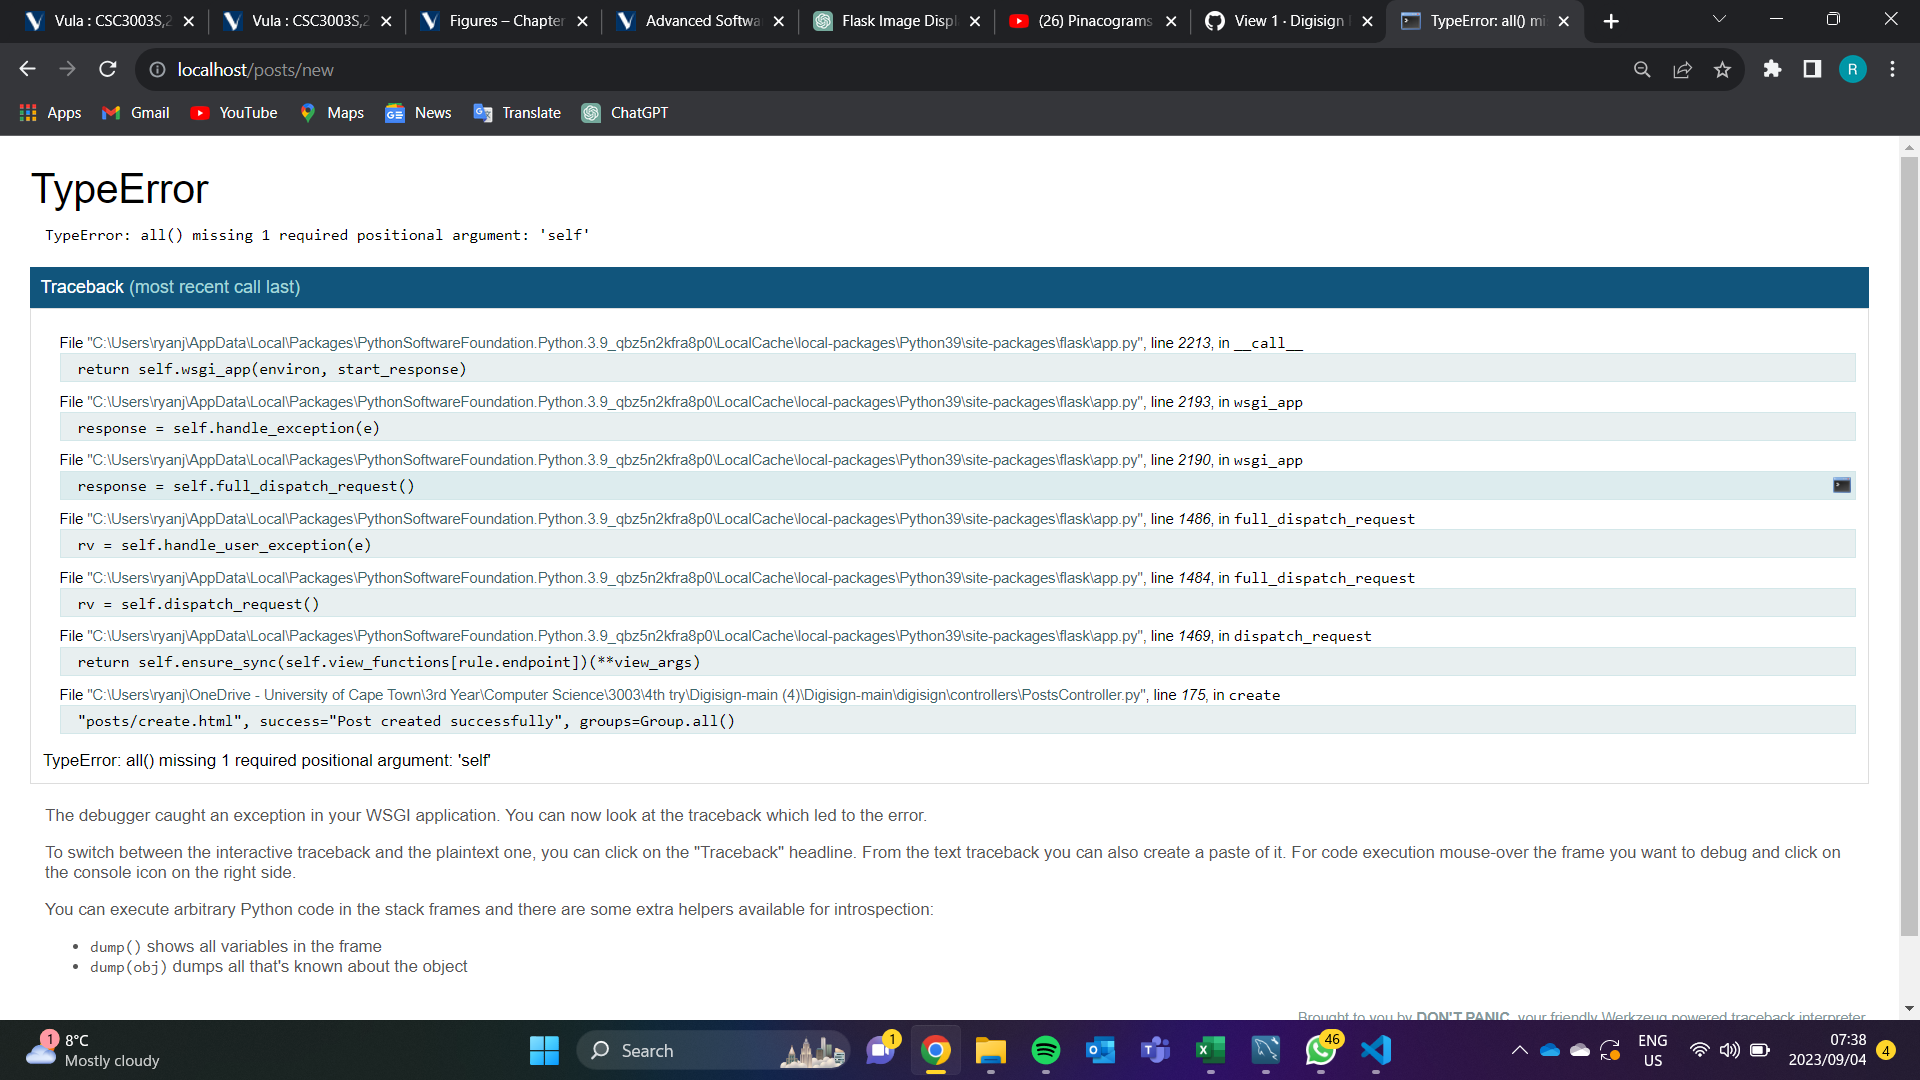 Vula : CSC3003S,2
Vula : CSC3003S,2
Figures – Chapter
Advanced Softwa
Flask Image Displ
(26) Pinacograms
View 1 · Digisign
TypeError: all() mi
localhost/posts/new
R
Apps
Gmail
YouTube
Maps
News
Translate
ChatGPT
TypeError
TypeError: all() missing 1 required positional argument: 'self'
Traceback (most recent call last)
File "C:\Users\ryanj\AppData\Local\Packages\PythonSoftwareFoundation.Python.3.9_qbz5n2kfra8p0\LocalCache\local-packages\Python39\site-packages\flask\app.py", line 2213, in __call__
return self.wsgi_app(environ, start_response)
File "C:\Users\ryanj\AppData\Local\Packages\PythonSoftwareFoundation.Python.3.9_qbz5n2kfra8p0\LocalCache\local-packages\Python39\site-packages\flask\app.py", line 2193, in wsgi_app
response = self.handle_exception(e)
File "C:\Users\ryanj\AppData\Local\Packages\PythonSoftwareFoundation.Python.3.9_qbz5n2kfra8p0\LocalCache\local-packages\Python39\site-packages\flask\app.py", line 2190, in wsgi_app
response = self.full_dispatch_request()
File "C:\Users\ryanj\AppData\Local\Packages\PythonSoftwareFoundation.Python.3.9_qbz5n2kfra8p0\LocalCache\local-packages\Python39\site-packages\flask\app.py", line 1486, in full_dispatch_request
rv = self.handle_user_exception(e)
File "C:\Users\ryanj\AppData\Local\Packages\PythonSoftwareFoundation.Python.3.9_qbz5n2kfra8p0\LocalCache\local-packages\Python39\site-packages\flask\app.py", line 1484, in full_dispatch_request
rv = self.dispatch_request()
File "C:\Users\ryanj\AppData\Local\Packages\PythonSoftwareFoundation.Python.3.9_qbz5n2kfra8p0\LocalCache\local-packages\Python39\site-packages\flask\app.py", line 1469, in dispatch_request
return self.ensure_sync(self.view_functions[rule.endpoint])(**view_args)
File "C:\Users\ryanj\OneDrive - University of Cape Town\3rd Year\Computer Science\3003\4th try\Digisign-main (4)\Digisign-main\digisign\controllers\PostsController.py", line 175, in create
"posts/create.html", success="Post created successfully", groups=Group.all()
TypeError: all() missing 1 required positional argument: 'self'
The debugger caught an exception in your WSGI application. You can now look at the traceback which led to the error.
To switch between the interactive traceback and the plaintext one, you can click on the "Traceback" headline. From the text traceback you can also create a paste of it. For code execution mouse-over the frame you want to debug and click on
the console icon on the right side.
You can execute arbitrary Python code in the stack frames and there are some extra helpers available for introspection:
• dump() shows all variables in the frame
• dump(obj) dumps all that's known about the object
Brought to you by DON'T PANIC, your friendly Werkzeug powered traceback interpreter.
1
8°C
Mostly cloudy
Search
1
46
ENG
US
07:38
2023/09/04
4